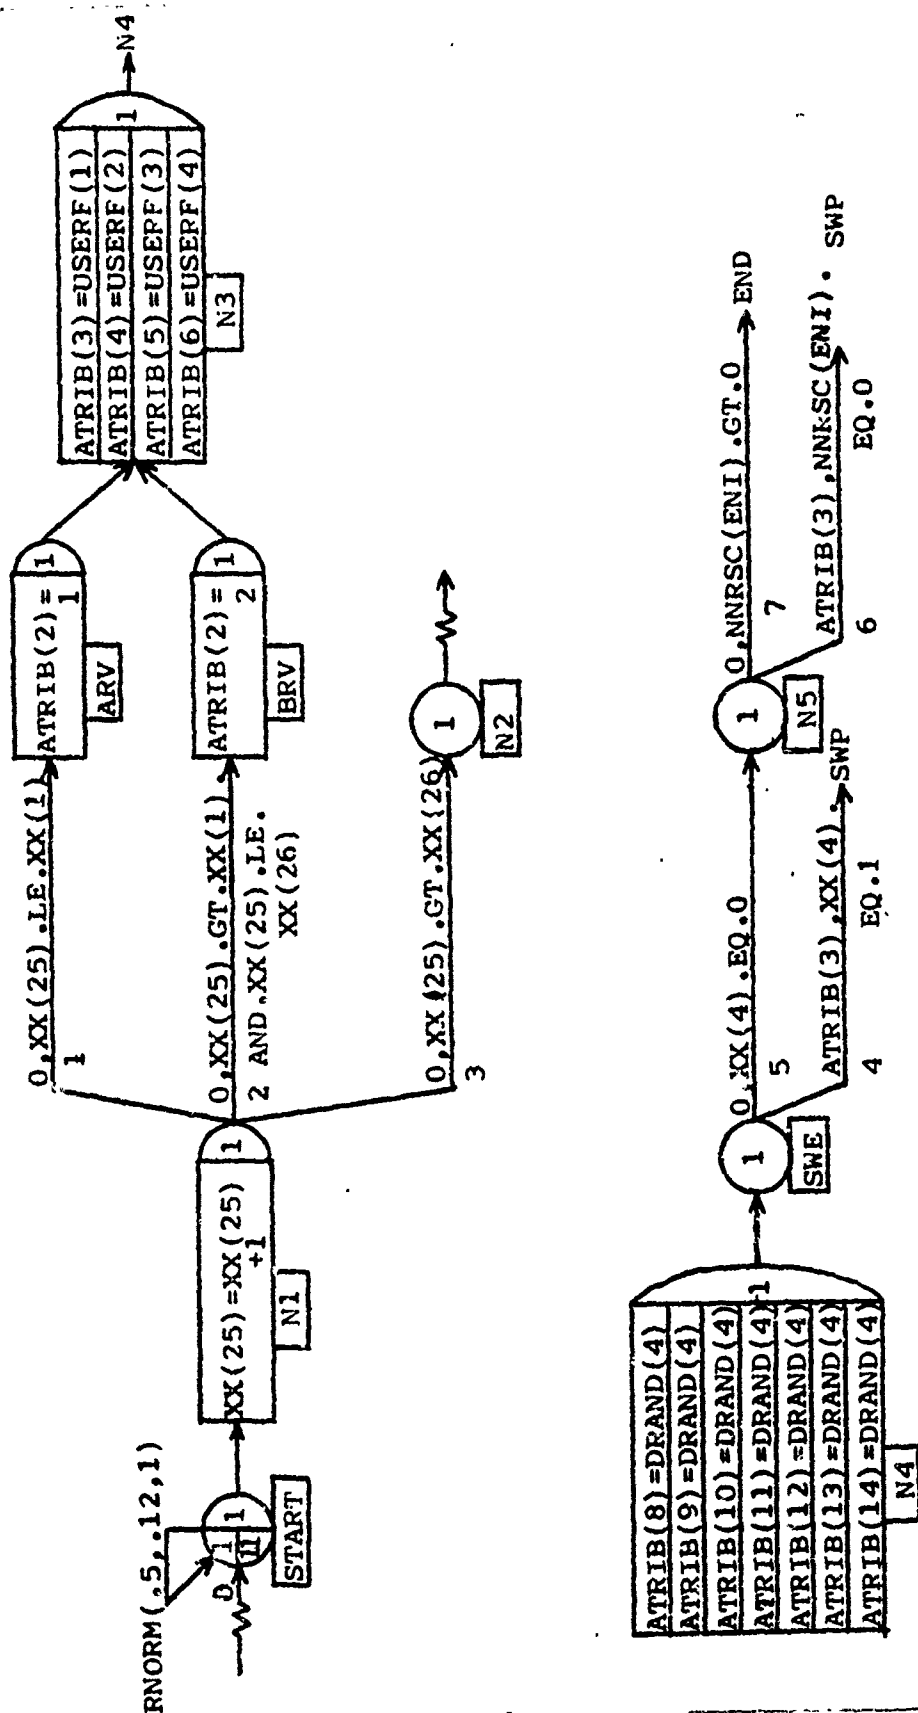 RNORM(.5,.12,1)
D
1
1
START
XX(25)=XX(25)
+1
1
N1
0,XX(25).LE.XX(1)
1
0,XX(25).GT.XX(1).
2 AND.XX(25).LE.
XX(26)
0,XX(25).GT.XX(26)
3
ATRIB(2)=
1
1
ARV
ATRIB(2)=
2
1
BRV
1
N2
ATRIB(3)=USERF(1)
ATRIB(4)=USERF(2)
ATRIB(5)=USERF(3)
ATRIB(6)=USERF(4)
1
N3
N4
ATRIB(8)=DRAND(4)
ATRIB(9)=DRAND(4)
ATRIB(10)=DRAND(4)
ATRIB(11)=DRAND(4)
ATRIB(12)=DRAND(4)
ATRIB(13)=DRAND(4)
ATRIB(14)=DRAND(4)
1
N4
1
SWE
0,XX(4).EQ.0
5
ATRIB(3),XX(4).
EQ.1
4
SWP
1
N5
0,NNRSC(ENI).GT.0
7
END
ATRIB(3),NNRSC(ENI).
EQ.0
6
SWP